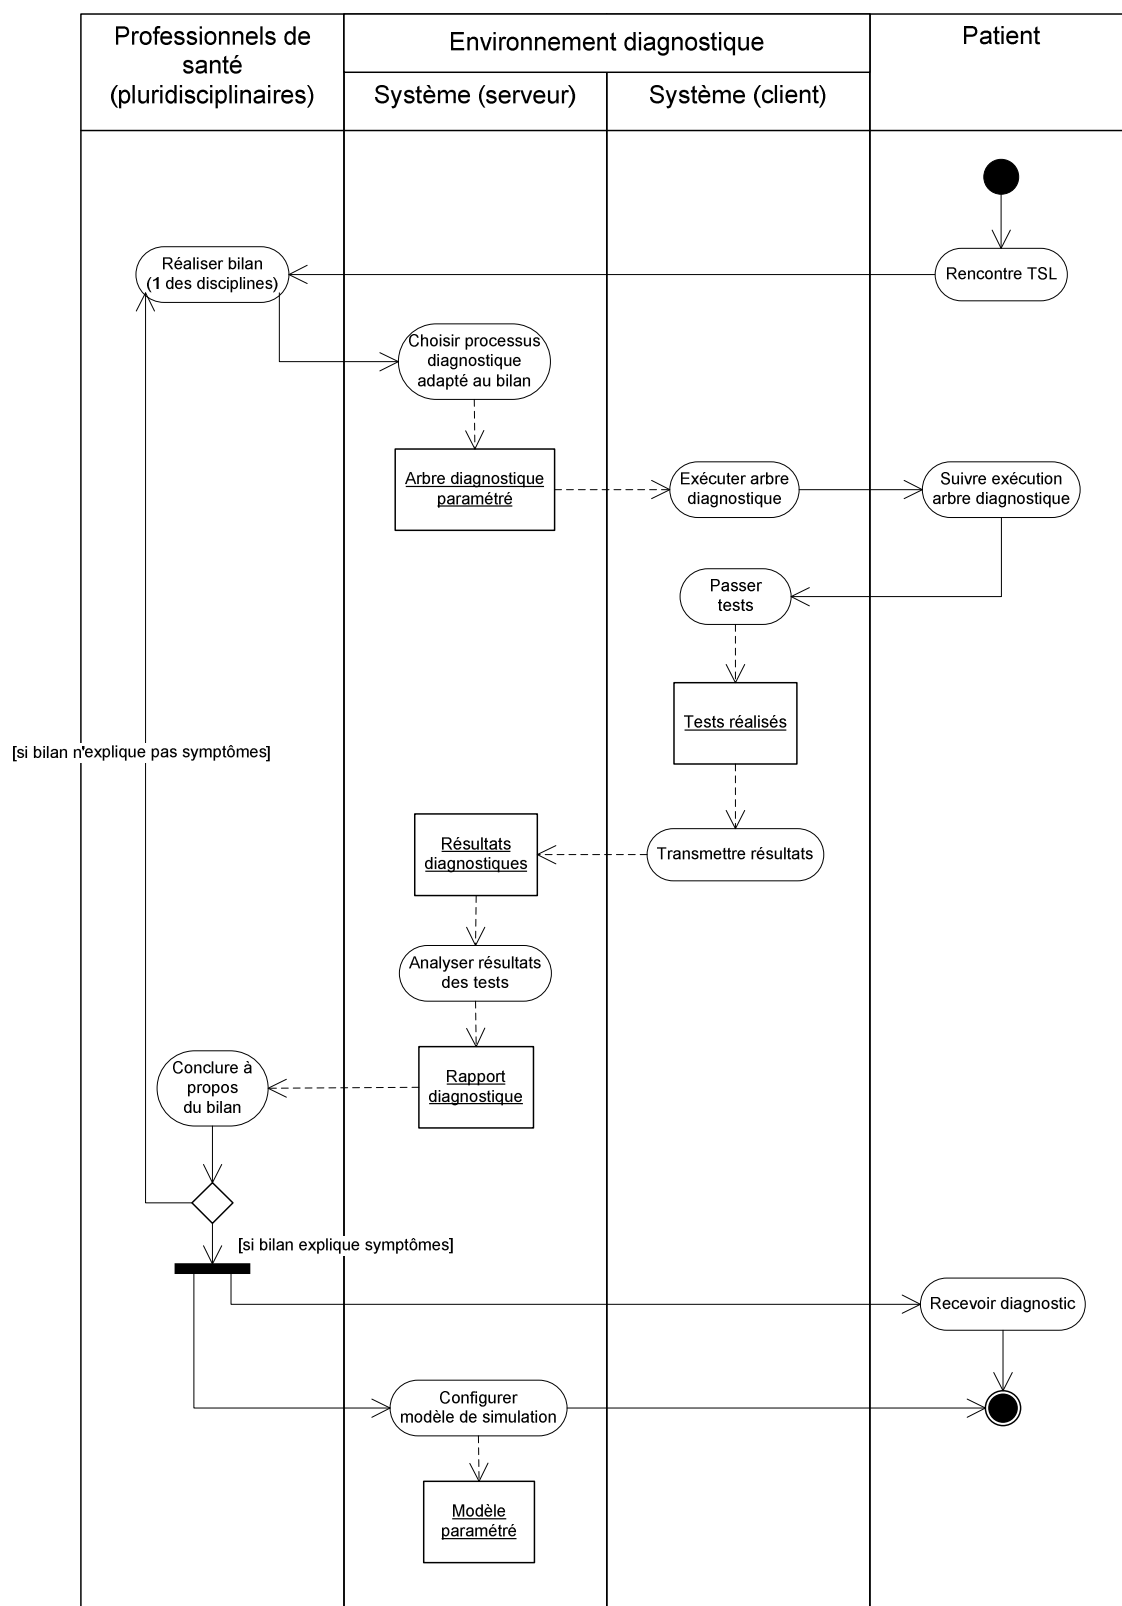 Professionnels de
santé
(pluridisciplinaires)
Environnement diagnostique
Patient
Système (serveur)
Système (client)
Réaliser bilan
(1 des disciplines)
Rencontre TSL
Choisir processus
diagnostique
adapté au bilan
Arbre diagnostique
paramétré
Exécuter arbre
diagnostique
Suivre exécution
arbre diagnostique
Passer
tests
Tests réalisés
[si bilan n'explique pas symptômes]
Résultats
diagnostiques
Transmettre résultats
Analyser résultats
des tests
Conclure à
propos
du bilan
Rapport
diagnostique
[si bilan explique symptômes]
Recevoir diagnostic
Configurer
modèle de simulation
Modèle
paramétré